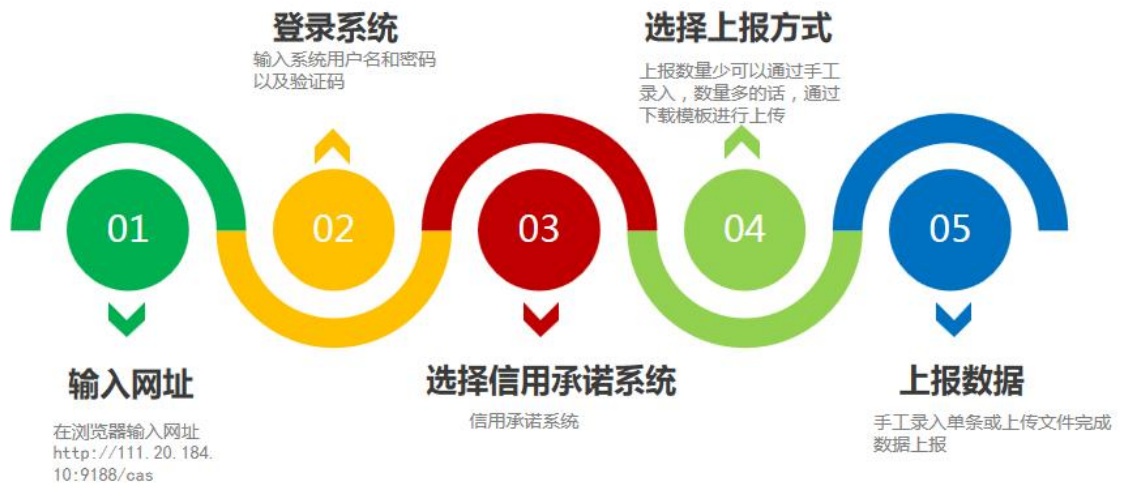 登录系统
输入系统用户名和密码
以及验证码
选择上报方式
上报数量少可以通过手工
录入，数量多的话，通过
下载模板进行上传
01
02
03
04
05
输入网址
在浏览器输入网址
http://111.20.184.
10:9188/cas
选择信用承诺系统
信用承诺系统
上报数据
手工录入单条或上传文件完成
数据上报